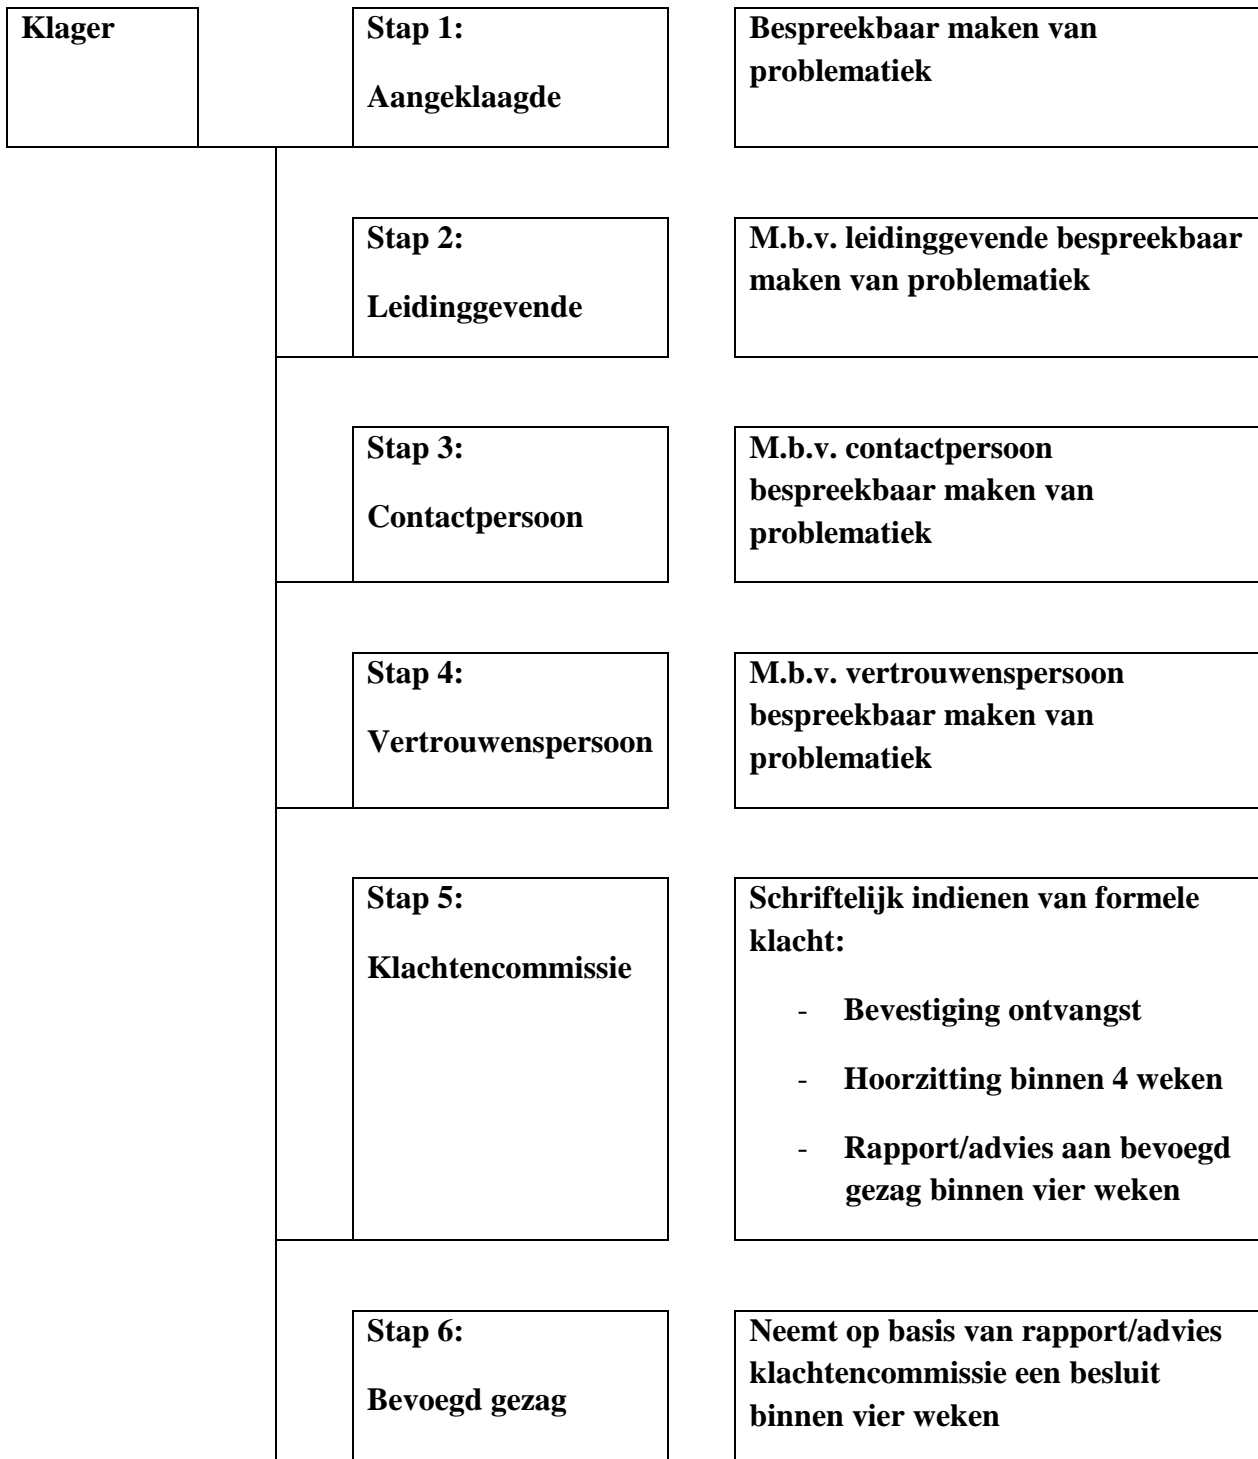 Klager
Stap 1:
Aangeklaagde
Bespreekbaar maken van
problematiek
Stap 2:
Leidinggevende
M.b.v. leidinggevende bespreekbaar
maken van problematiek
Stap 3:
Contactpersoon
M.b.v. contactpersoon
bespreekbaar maken van
problematiek
Stap 4:
Vertrouwenspersoon
M.b.v. vertrouwenspersoon
bespreekbaar maken van
problematiek
Stap 5:
Klachtencommissie
Schriftelijk indienen van formele
klacht:
- Bevestiging ontvangst
- Hoorzitting binnen 4 weken
- Rapport/advies aan bevoegd
gezag binnen vier weken
Stap 6:
Bevoegd gezag
Neemt op basis van rapport/advies
klachtencommissie een besluit
binnen vier weken